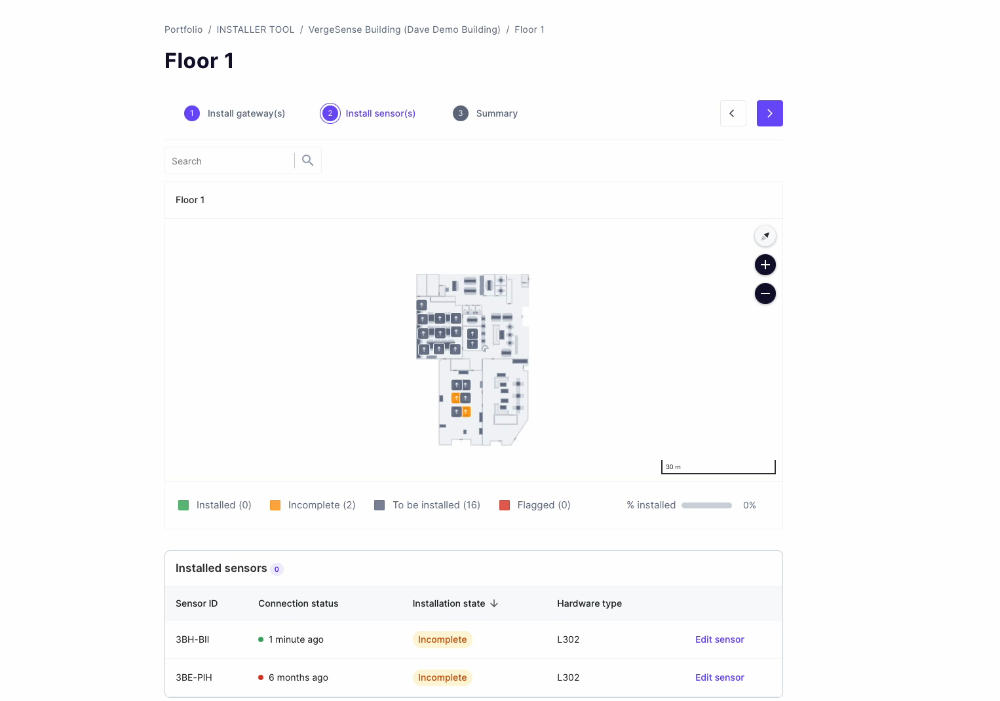 Portfolio / INSTALLER TOOL / VergeSense Building (Dave Demo Building) / Floor 1
Floor 1
1 Install gateway(s) 2 Install sensor(s) 3 Summary
Search
Floor 1
30 m
Installed (0) Incomplete (2) To be installed (16) Flagged (0) % installed 0%
Installed sensors 0
Sensor ID Connection status Installation state Hardware type
3BH-BII 1 minute ago Incomplete L302 Edit sensor
3BE-PIH 6 months ago Incomplete L302 Edit sensor